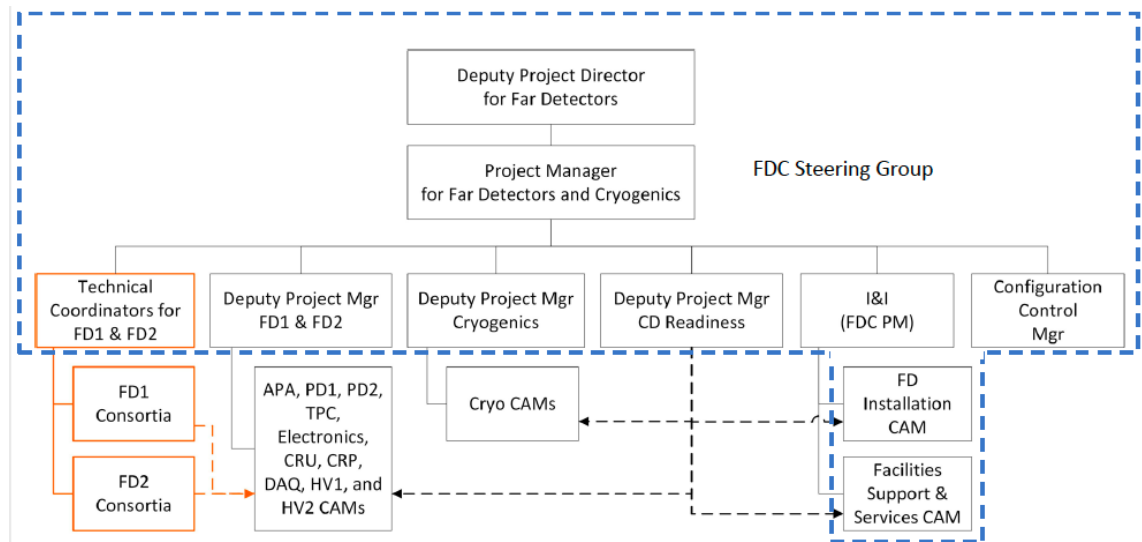 Deputy Project Director
for Far Detectors
Project Manager
for Far Detectors and Cryogenics
FDC Steering Group
Technical
Coordinators for
FD1 & FD2
Deputy Project Mgr
FD1 & FD2
Deputy Project Mgr
Cryogenics
Deputy Project Mgr
CD Readiness
I&I
(FDC PM)
Configuration
Control
Mgr
FD1
Consortia
FD2
Consortia
APA, PD1, PD2,
TPC,
Electronics,
CRU, CRP,
DAQ, HV1, and
HV2 CAMs
Cryo CAMs
FD
Installation
CAM
Facilities
Support &
Services CAM